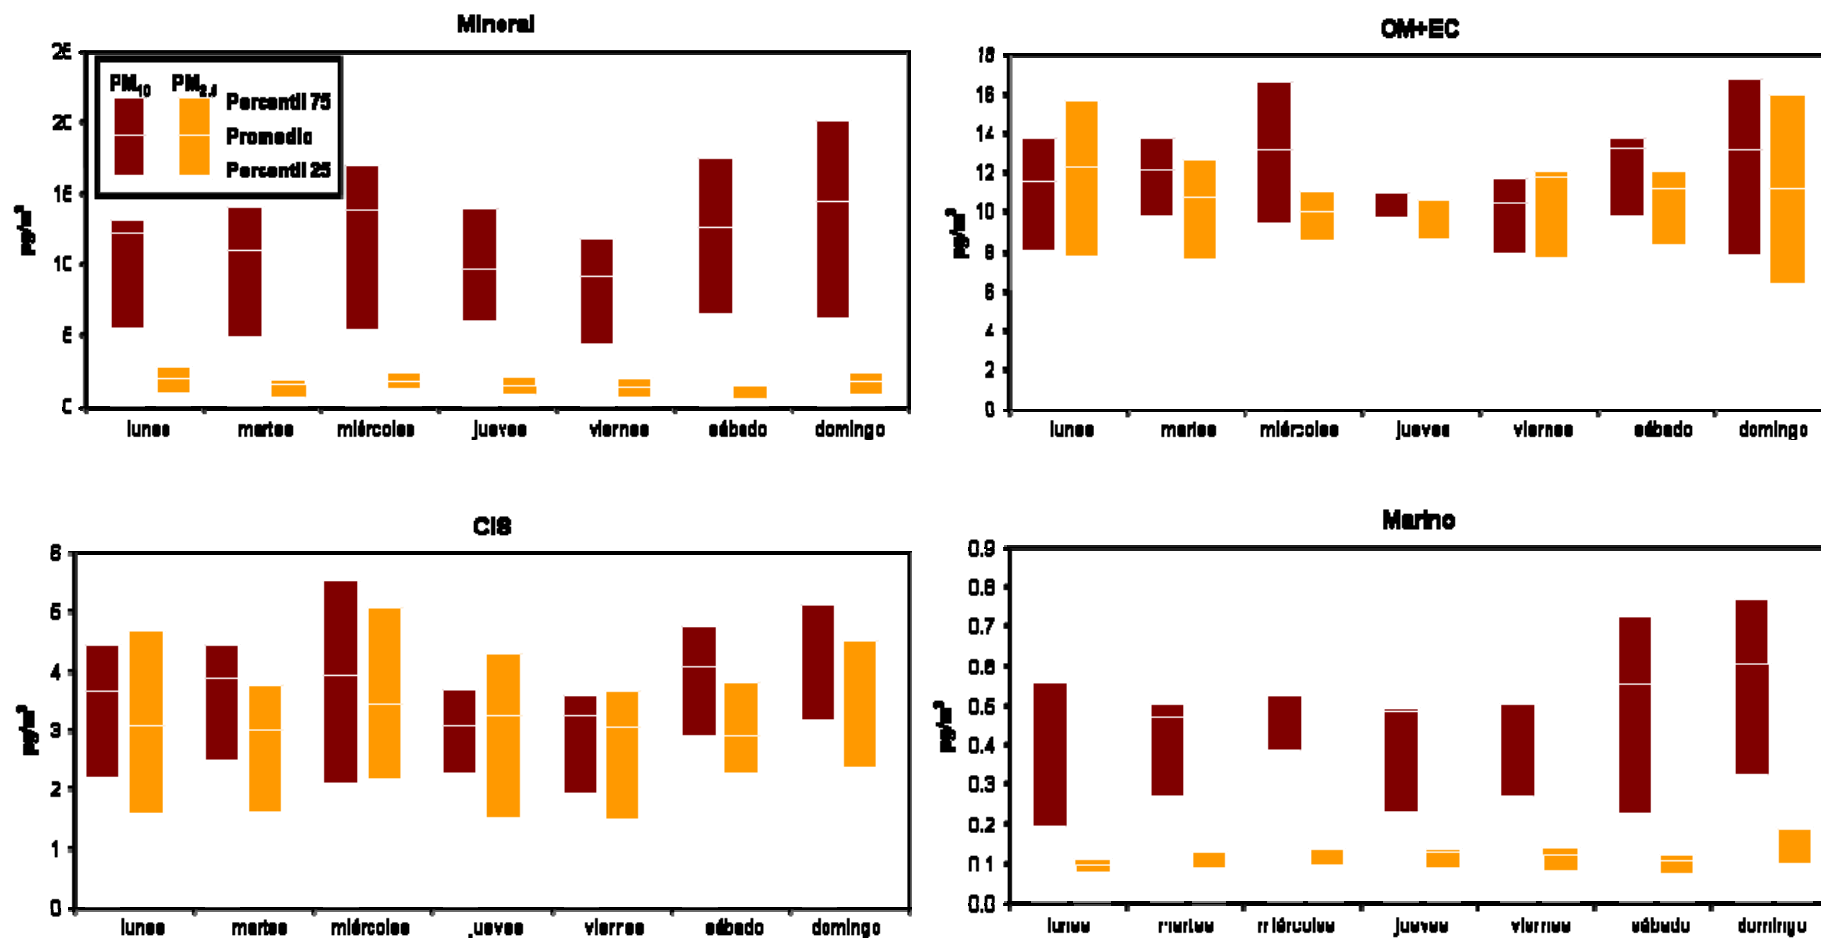 Mineral
25
20
15
10
5
0
µg/m³
PM10 PM2.5
Percentil 75
Promedio
Percentil 25
lunes martes miércoles jueves viernes sábado domingo
OM+EC
18
16
14
12
10
8
6
4
2
0
µg/m³
lunes martes miércoles jueves viernes sábado domingo
CIS
6
5
4
3
2
1
0
µg/m³
lunes martes miércoles jueves viernes sábado domingo
Marino
0.9
0.8
0.7
0.6
0.5
0.4
0.3
0.2
0.1
0.0
µg/m³
lunes martes miércoles jueves viernes sábado domingo